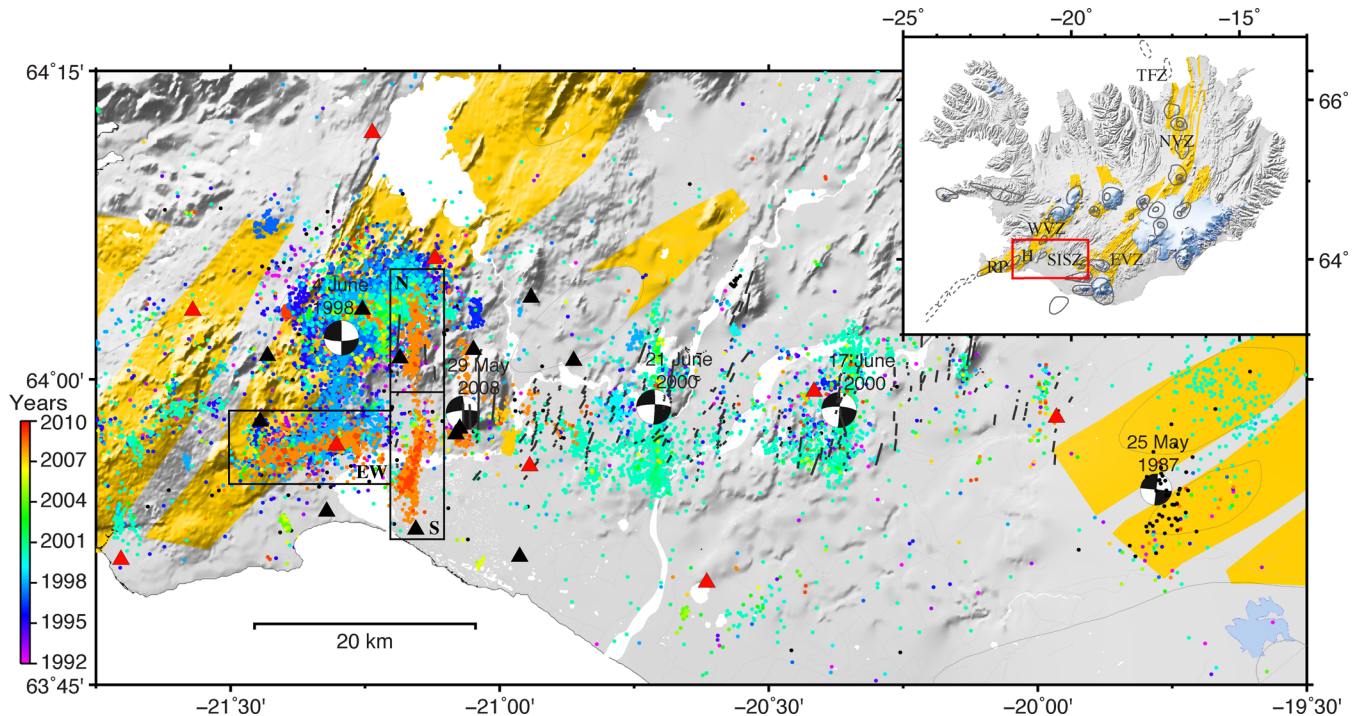 −25° −20° −15°
64˚15'
TFZ
66°
NVZ
WVZ
H
SISZ
EVZ
RP
64°
N
4 June
1998
29 May
2008
21 June
2000
17 June
2000
64˚00'
Years
2010
2007
2004
2001
1998
1995
1992
EW
S
25 May
1987
20 km
63˚45'
−21˚30' −21˚00' −20˚30' −20˚00' −19˚30'